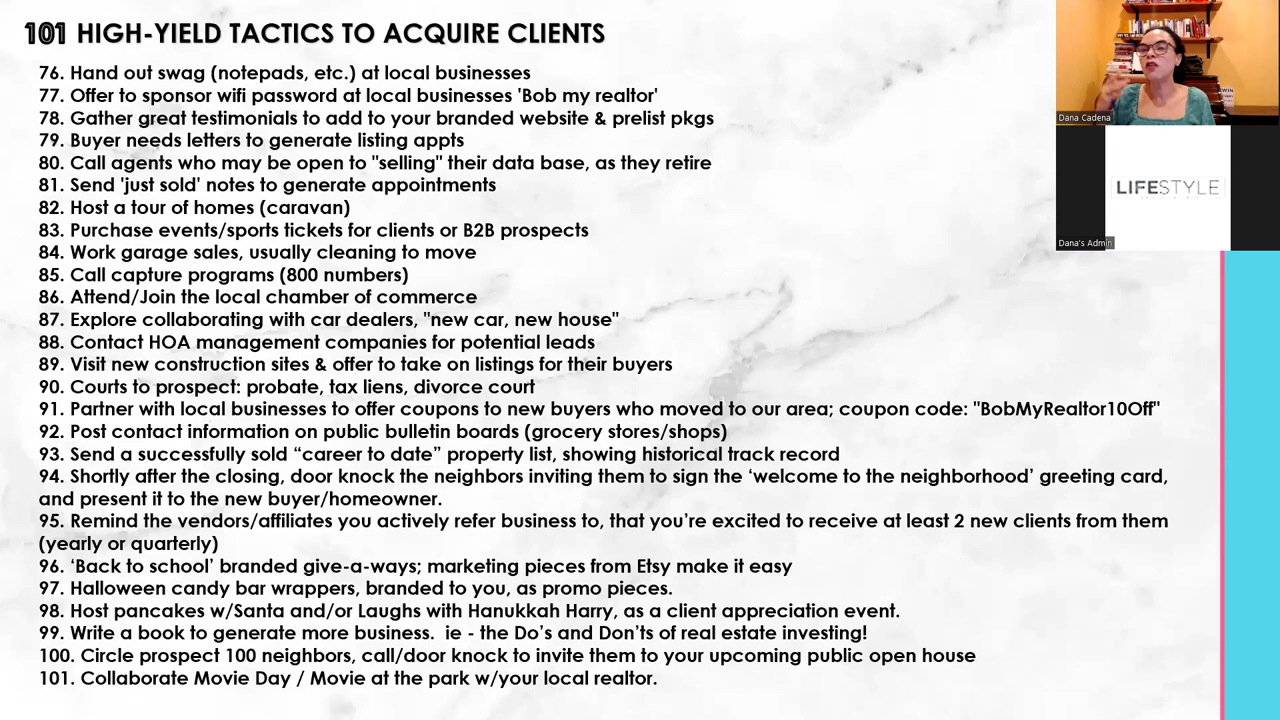 101 HIGH-YIELD TACTICS TO ACQUIRE CLIENTS
76. Hand out swag (notepads, etc.) at local businesses
77. Offer to sponsor wifi password at local businesses 'Bob my realtor'
78. Gather great testimonials to add to your branded website & prelist pkgs
79. Buyer needs letters to generate listing appts
80. Call agents who may be open to "selling" their data base, as they retire
81. Send 'just sold' notes to generate appointments
82. Host a tour of homes (caravan)
83. Purchase events/sports tickets for clients or B2B prospects
84. Work garage sales, usually cleaning to move
85. Call capture programs (800 numbers)
86. Attend/Join the local chamber of commerce
87. Explore collaborating with car dealers, "new car, new house"
88. Contact HOA management companies for potential leads
89. Visit new construction sites & offer to take on listings for their buyers
90. Courts to prospect: probate, tax liens, divorce court
91. Partner with local businesses to offer coupons to new buyers who moved to our area; coupon code: "BobMyRealtor10Off"
92. Post contact information on public bulletin boards (grocery stores/shops)
93. Send a successfully sold “career to date” property list, showing historical track record
94. Shortly after the closing, door knock the neighbors inviting them to sign the ‘welcome to the neighborhood’ greeting card,
and present it to the new buyer/homeowner.
95. Remind the vendors/affiliates you actively refer business to, that you’re excited to receive at least 2 new clients from them
(yearly or quarterly)
96. ‘Back to school’ branded give-a-ways; marketing pieces from Etsy make it easy
97. Halloween candy bar wrappers, branded to you, as promo pieces.
98. Host pancakes w/Santa and/or Laughs with Hanukkah Harry, as a client appreciation event.
99. Write a book to generate more business.  ie - the Do’s and Don’ts of real estate investing!
100. Circle prospect 100 neighbors, call/door knock to invite them to your upcoming public open house
101. Collaborate Movie Day / Movie at the park w/your local realtor.
Dana Cadena
LIFESTYLE
Dana's Admin